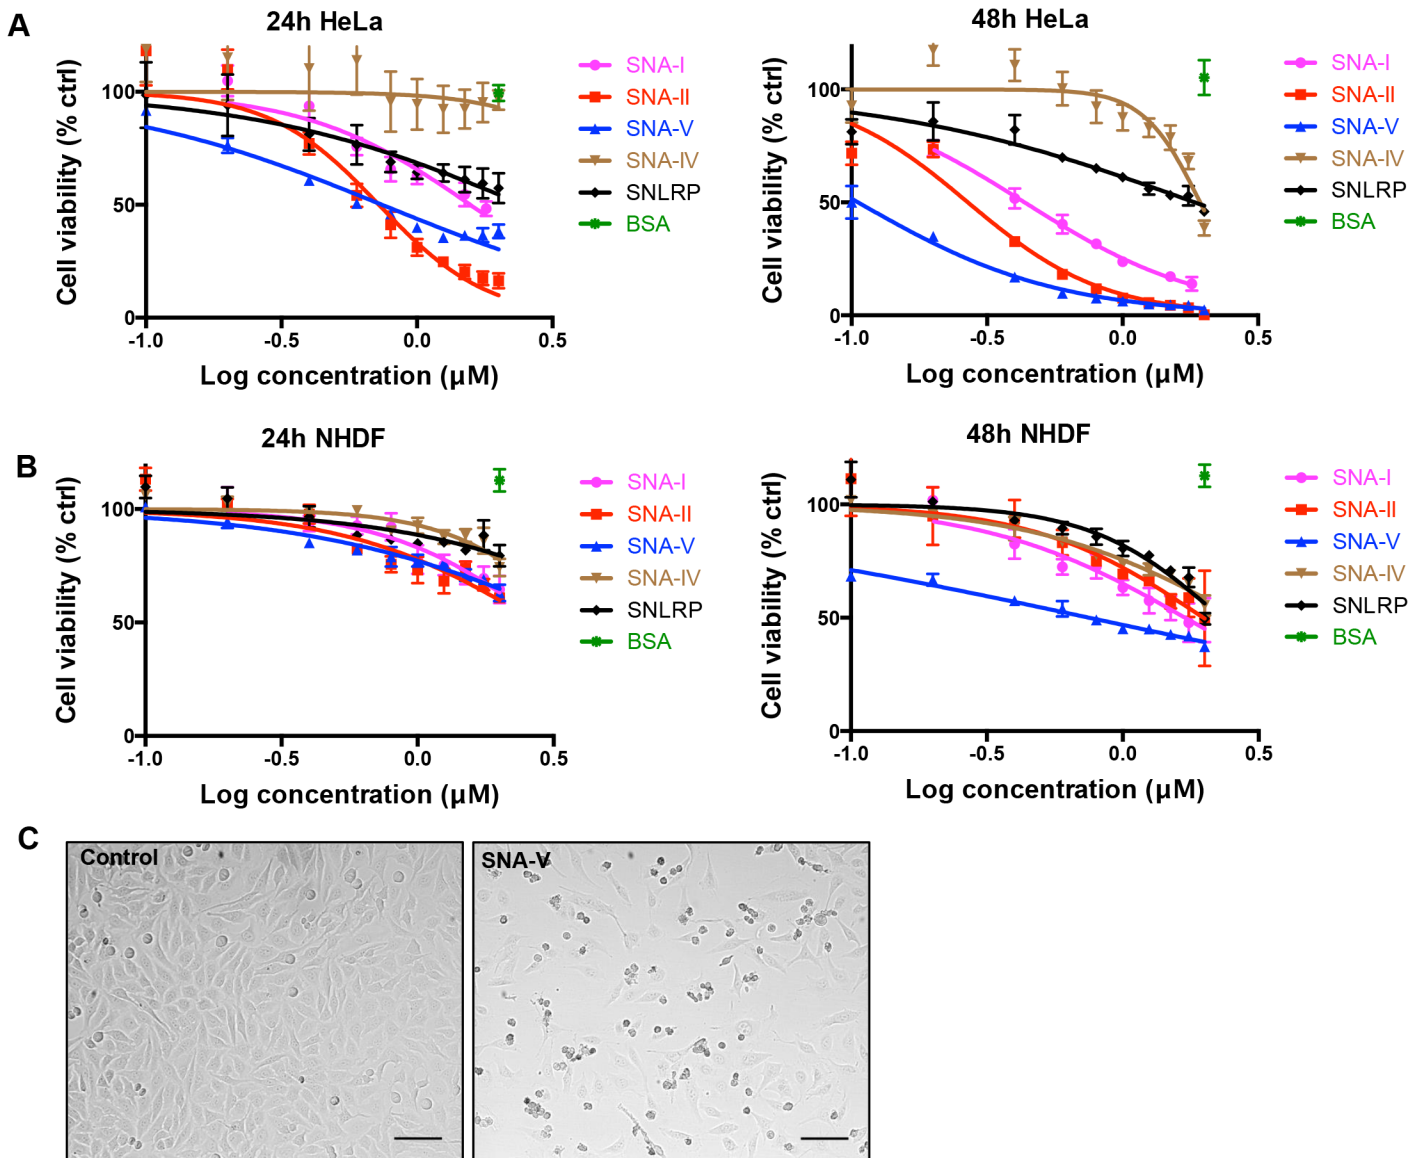 A
24h HeLa
Cell viability (% ctrl)
100
50
0
-1.0
-0.5
0.0
0.5
Log concentration (µM)
SNA-I
SNA-II
SNA-V
SNA-IV
SNLRP
BSA
48h HeLa
Cell viability (% ctrl)
100
50
0
-1.0
-0.5
0.0
0.5
Log concentration (µM)
SNA-I
SNA-II
SNA-V
SNA-IV
SNLRP
BSA
B
24h NHDF
Cell viability (% ctrl)
100
50
0
-1.0
-0.5
0.0
0.5
Log concentration (µM)
SNA-I
SNA-II
SNA-V
SNA-IV
SNLRP
BSA
48h NHDF
Cell viability (% ctrl)
100
50
0
-1.0
-0.5
0.0
0.5
Log concentration (µM)
SNA-I
SNA-II
SNA-V
SNA-IV
SNLRP
BSA
C
Control
SNA-V